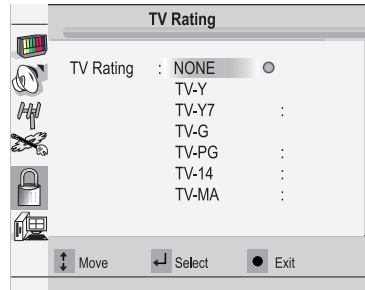 TV Rating
TV Rating : NONE
TV-Y
TV-Y7 :
TV-G
TV-PG :
TV-14 :
TV-MA :
Move Select Exit